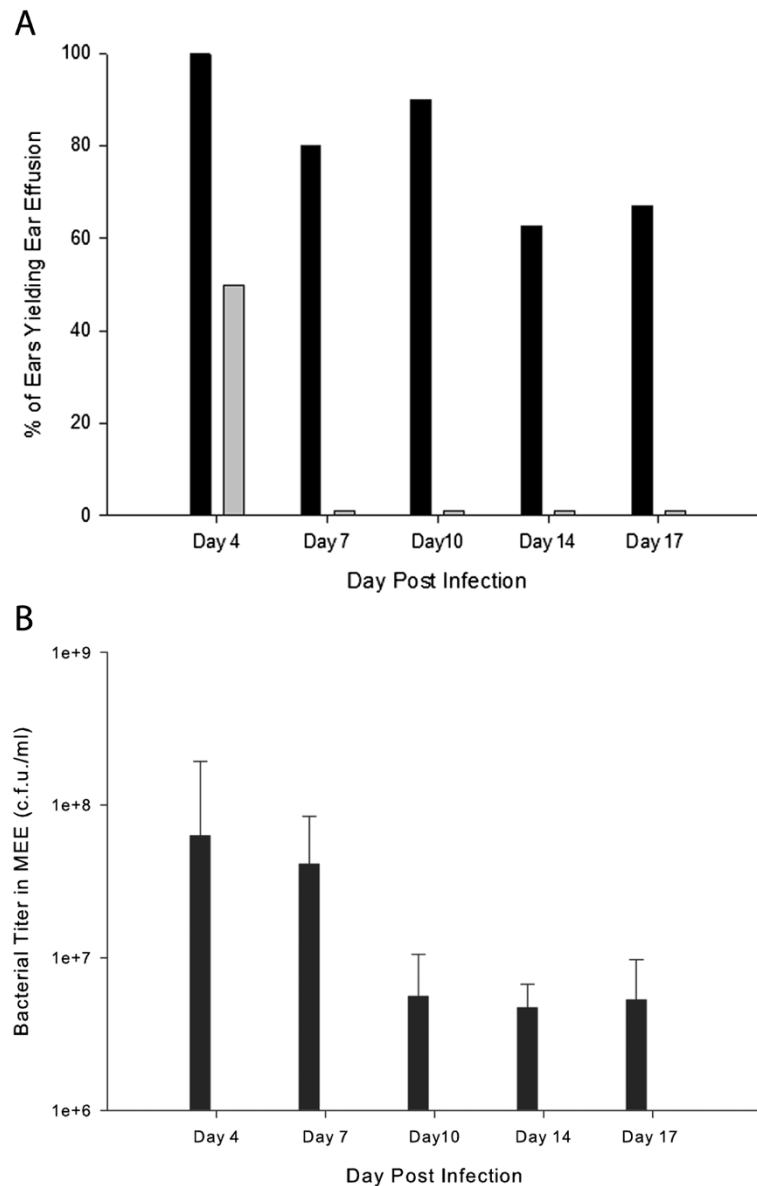 A
100
80
60
40
20
0
% of Ears Yielding Ear Effusion
Day 4 Day 7 Day10 Day 14 Day 17
Day Post Infection
B
1e+9
1e+8
1e+7
1e+6
Bacterial Titer in MEE (c.f.u./ml)
Day 4 Day 7 Day10 Day 14 Day 17
Day Post Infection